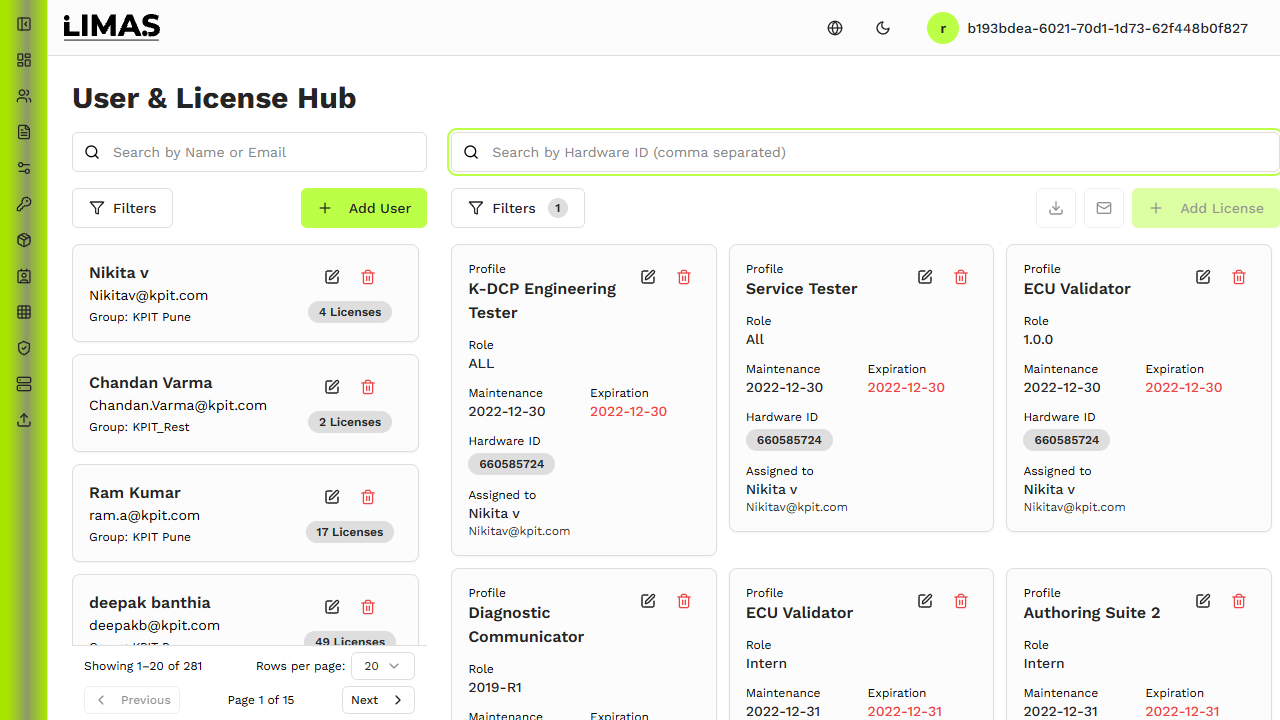 LIMAS
r
b193bdea-6021-70d1-1d73-62f448b0f827
User & License Hub
Search by Name or Email
Search by Hardware ID (comma separated)
Filters
Add User
Filters 1
Add License
Nikita v
Nikitav@kpit.com
Group: KPIT Pune
4 Licenses
Chandan Varma
Chandan.Varma@kpit.com
Group: KPIT_Rest
2 Licenses
Ram Kumar
ram.a@kpit.com
Group: KPIT Pune
17 Licenses
deepak banthia
deepakb@kpit.com
49 Licenses
Showing 1–20 of 281
Rows per page: 20
Previous
Page 1 of 15
Next
Profile
K-DCP Engineering
Tester
Role
ALL
Maintenance Expiration
2022-12-30 2022-12-30
Hardware ID
660585724
Assigned to
Nikita v
Nikitav@kpit.com
Profile
Service Tester
Role
All
Maintenance Expiration
2022-12-30 2022-12-30
Hardware ID
660585724
Assigned to
Nikita v
Nikitav@kpit.com
Profile
ECU Validator
Role
1.0.0
Maintenance Expiration
2022-12-30 2022-12-30
Hardware ID
660585724
Assigned to
Nikita v
Nikitav@kpit.com
Profile
Diagnostic
Communicator
Role
2019-R1
Maintenance Expiration
Profile
ECU Validator
Role
Intern
Maintenance Expiration
2022-12-31 2022-12-31
Profile
Authoring Suite 2
Role
Intern
Maintenance Expiration
2022-12-31 2022-12-31